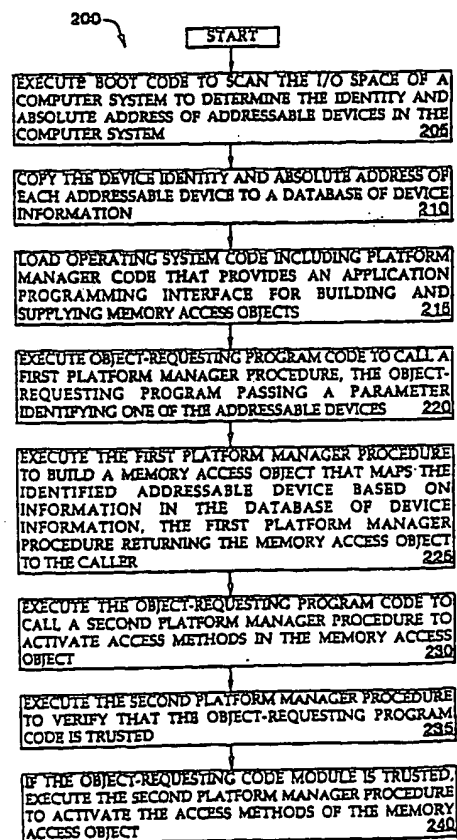 200
START
EXECUTE BOOT CODE TO SCAN THE I/O SPACE OF A
COMPUTER SYSTEM TO DETERMINE THE IDENTITY AND
ABSOLUTE ADDRESS OF ADDRESSABLE DEVICES IN THE
COMPUTER SYSTEM 205
COPY THE DEVICE IDENTITY AND ABSOLUTE ADDRESS OF
EACH ADDRESSABLE DEVICE TO A DATABASE OF DEVICE
INFORMATION 210
LOAD OPERATING SYSTEM CODE INCLUDING PLATFORM
MANAGER CODE THAT PROVIDES AN APPLICATION
PROGRAMMING INTERFACE FOR BUILDING AND
SUPPLYING MEMORY ACCESS OBJECTS 215
EXECUTE OBJECT-REQUESTING PROGRAM CODE TO CALL A
FIRST PLATFORM MANAGER PROCEDURE, THE OBJECT-
REQUESTING PROGRAM PASSING A PARAMETER
IDENTIFYING ONE OF THE ADDRESSABLE DEVICES 220
EXECUTE THE FIRST PLATFORM MANAGER PROCEDURE
TO BUILD A MEMORY ACCESS OBJECT THAT MAPS THE
IDENTIFIED ADDRESSABLE DEVICE BASED ON
INFORMATION IN THE DATABASE OF DEVICE
INFORMATION, THE FIRST PLATFORM MANAGER
PROCEDURE RETURNING THE MEMORY ACCESS OBJECT
TO THE CALLER 225
EXECUTE THE OBJECT-REQUESTING PROGRAM CODE TO
CALL A SECOND PLATFORM MANAGER PROCEDURE TO
ACTIVATE ACCESS METHODS IN THE MEMORY ACCESS
OBJECT 230
EXECUTE THE SECOND PLATFORM MANAGER PROCEDURE
TO VERIFY THAT THE OBJECT-REQUESTING PROGRAM
CODE IS TRUSTED 235
IF THE OBJECT-REQUESTING CODE MODULE IS TRUSTED,
EXECUTE THE SECOND PLATFORM MANAGER PROCEDURE
TO ACTIVATE THE ACCESS METHODS OF THE MEMORY
ACCESS OBJECT 240